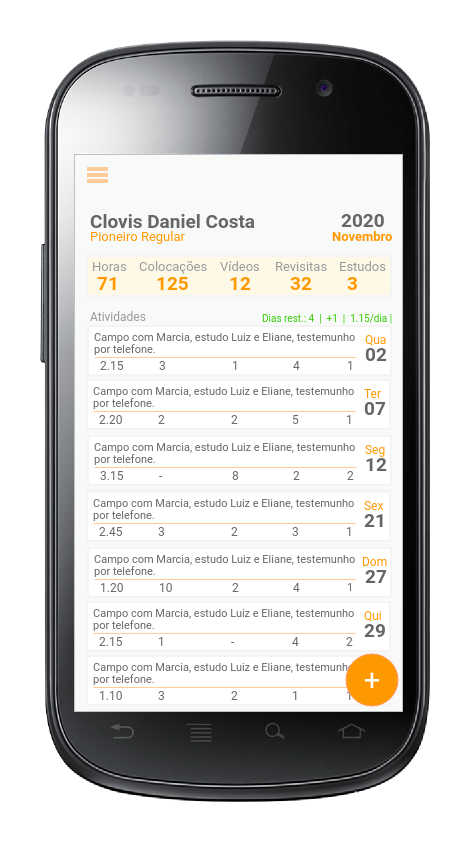 Clovis Daniel Costa 2020
Pioneiro Regular Novembro
Horas Colocações Vídeos Revisitas Estudos
71 125 12 32 3
Atividades Dias rest.: 4 | +1 | 1.15/dia |
Campo com Marcia, estudo Luiz e Eliane, testemunho Qua
por telefone. 02
2.15 3 1 4 1
Campo com Marcia, estudo Luiz e Eliane, testemunho Ter
por telefone. 07
2.20 2 2 5 1
Campo com Marcia, estudo Luiz e Eliane, testemunho Seg
por telefone. 12
3.15 - 8 2 2
Campo com Marcia, estudo Luiz e Eliane, testemunho Sex
por telefone. 21
2.45 3 2 3 1
Campo com Marcia, estudo Luiz e Eliane, testemunho Dom
por telefone. 27
1.20 10 2 4 1
Campo com Marcia, estudo Luiz e Eliane, testemunho Qui
por telefone. 29
2.15 1 - 4 2
Campo com Marcia, estudo Luiz e Eliane,
por telefone. +
1.10 3 2 1